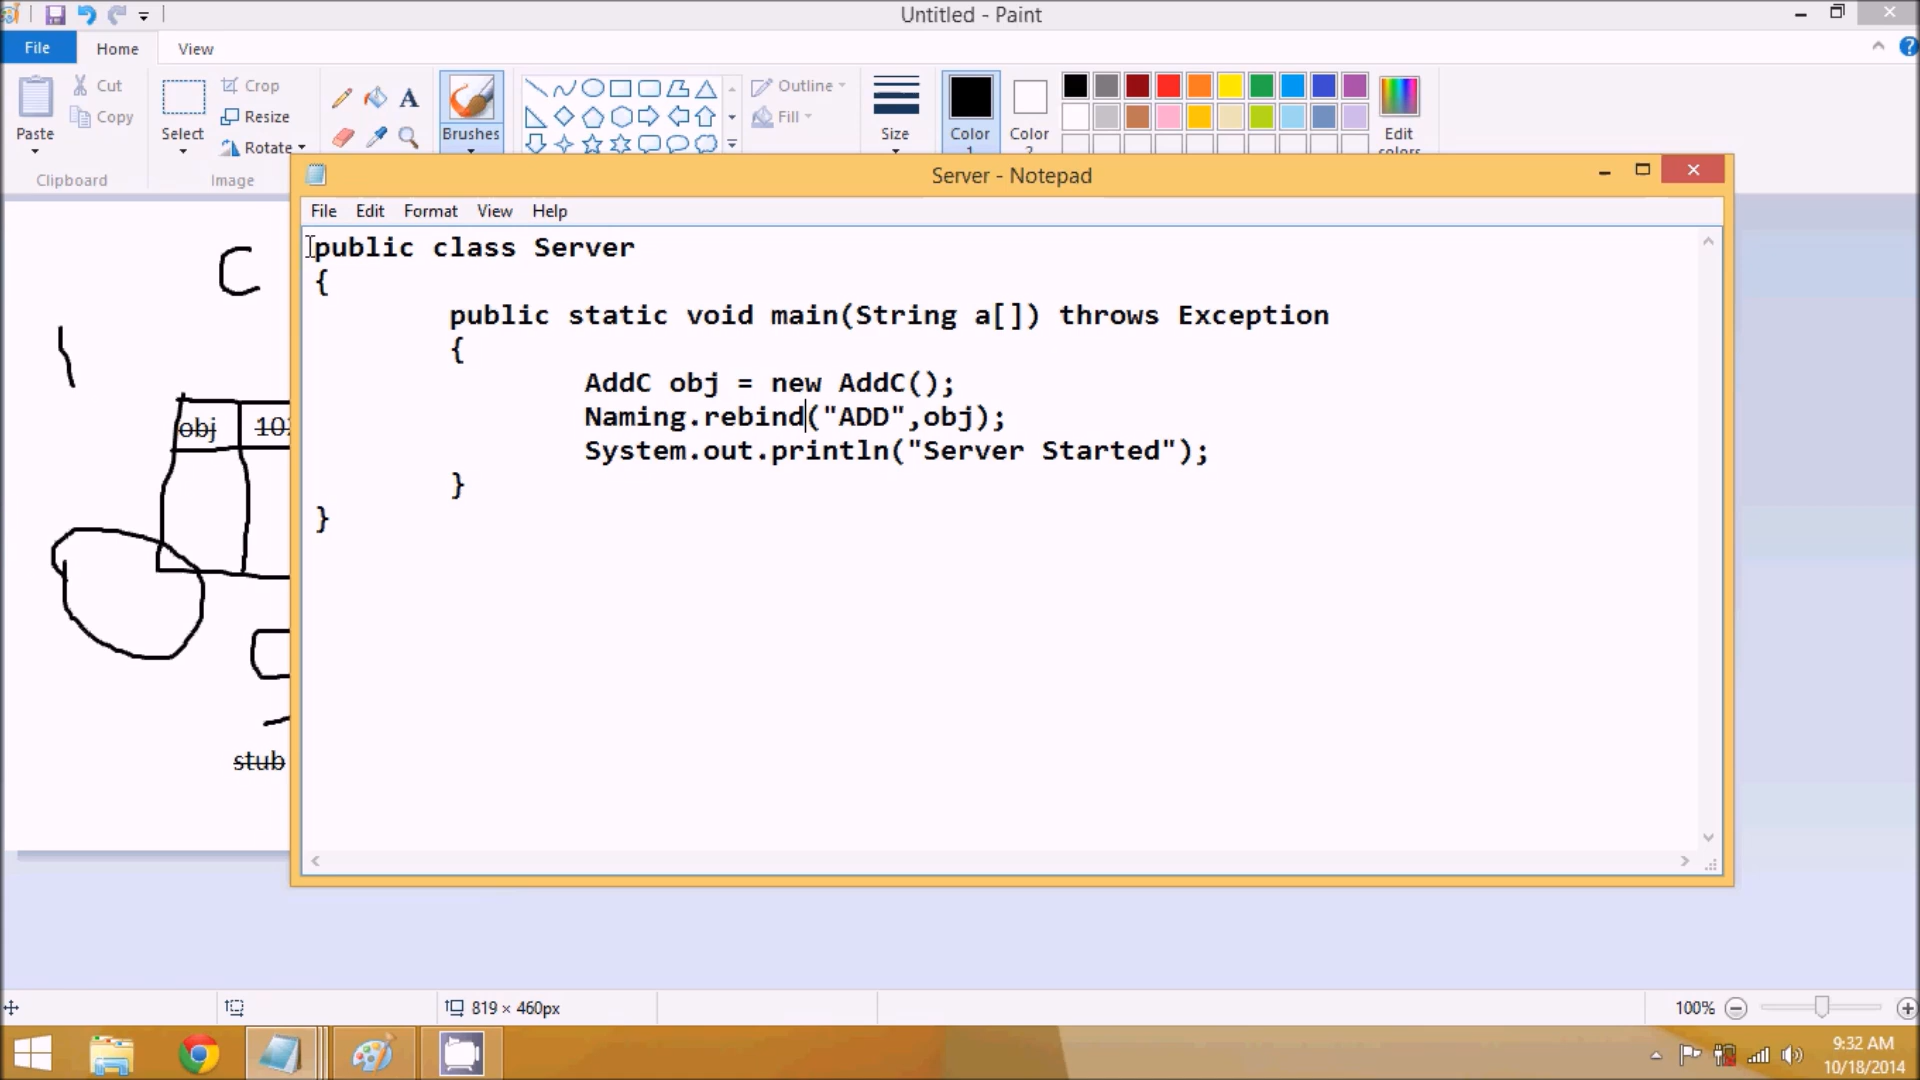 Untitled - Paint
File
Home
View
Cut
Copy
Paste
Clipboard
Select
Crop
Resize
Rotate
Image
Brushes
Outline
Fill
Size
Color
1
Color
2
Edit
colors
Server - Notepad
File Edit Format View Help
public class Server
{
public static void main(String a[]) throws Exception
{
AddC obj = new AddC();
Naming.rebind("ADD",obj);
System.out.println("Server Started");
}
}
C
obj
stub
819 × 460px
100%
9:32 AM
10/18/2014